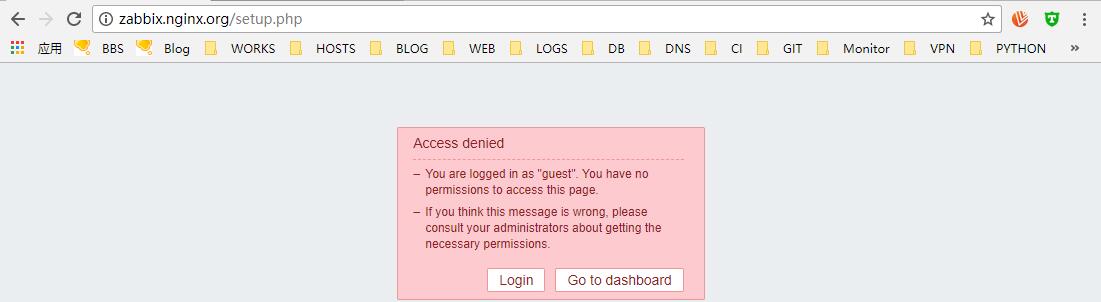 zabbix.nginx.org/setup.php
应用 BBS Blog WORKS HOSTS BLOG WEB LOGS DB DNS CI GIT Monitor VPN PYTHON »
Access denied
– You are logged in as "guest". You have no
permissions to access this page.
– If you think this message is wrong, please
consult your administrators about getting the
necessary permissions.
Login Go to dashboard